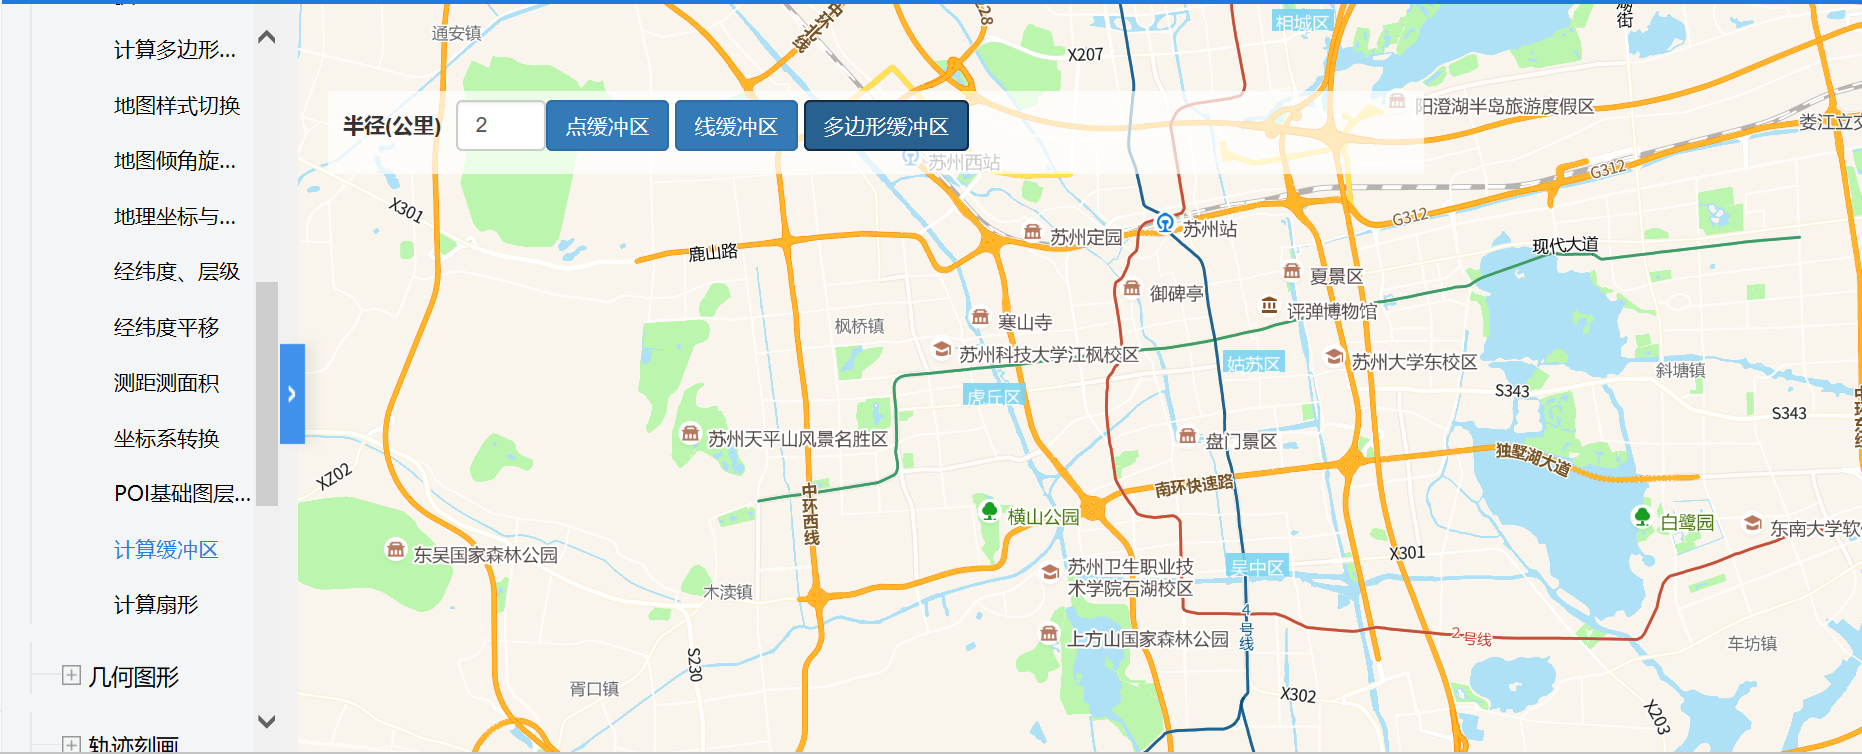 计算多边形...
地图样式切换
地图倾角旋...
地理坐标与...
经纬度、层级
经纬度平移
测距测面积
坐标系转换
POI基础图层...
计算缓冲区
计算扇形
几何图形
轨迹刻画
半径(公里)
2
点缓冲区
线缓冲区
多边形缓冲区
通安镇
中环北线
X207
相城区
阳澄湖半岛旅游度假区
娄江立交
苏州西站
G312
X301
G312
苏州定园
苏州站
鹿山路
现代大道
夏景区
御碑亭
评弹博物馆
枫桥镇
寒山寺
苏州科技大学江枫校区
姑苏区
苏州大学东校区
斜塘镇
虎丘区
S343
S343
苏州天平山风景名胜区
盘门景区
独墅湖大道
XZ02
南环快速路
中环西线
横山公园
白鹭园
东南大学软
东吴国家森林公园
X301
苏州卫生职业技
术学院石湖校区
吴中区
木渎镇
4号线
上方山国家森林公园
2号线
车坊镇
S230
胥口镇
X302
X203